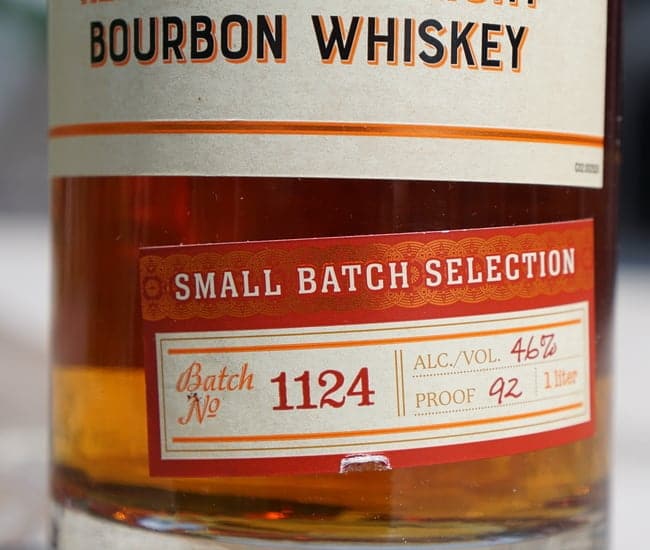 BOURBON WHISKEY
SMALL BATCH SELECTION
Batch No 1124
ALC./VOL. 46%
PROOF 92 1 liter